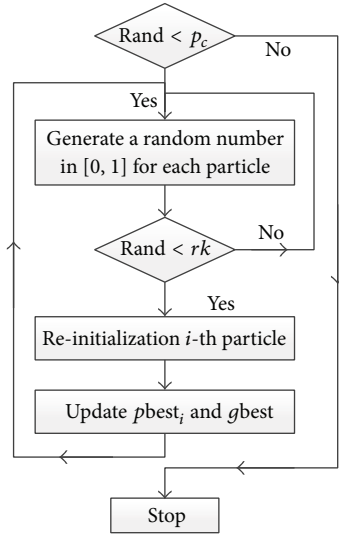 Rand < p_c
No
Yes
Generate a random number
in [0, 1] for each particle
Rand < rk
No
Yes
Re-initialization i-th particle
Update pbest_i and gbest
Stop